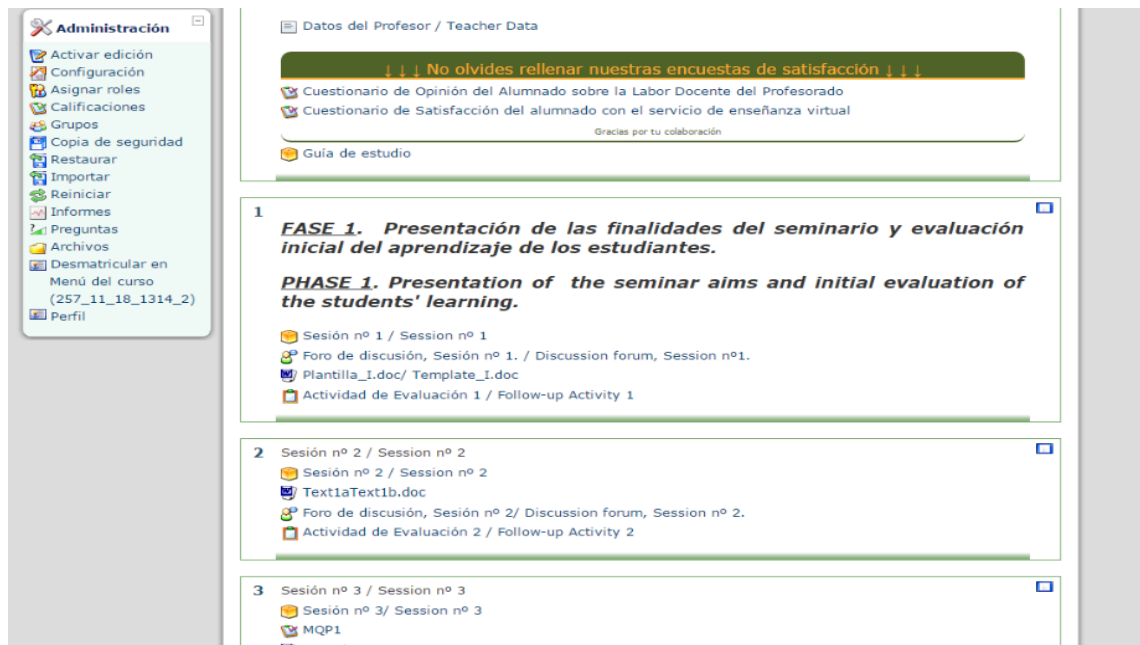 Administración
Activar edición
Configuración
Asignar roles
Calificaciones
Grupos
Copia de seguridad
Restaurar
Importar
Reiniciar
Informes
Preguntas
Archivos
Desmatricular en
Menú del curso
(257_11_18_1314_2)
Perfil
Datos del Profesor / Teacher Data
↓ ↓ ↓ No olvides rellenar nuestras encuestas de satisfacción ↓ ↓ ↓
Cuestionario de Opinión del Alumnado sobre la Labor Docente del Profesorado
Cuestionario de Satisfacción del alumnado con el servicio de enseñanza virtual
Gracias por tu colaboración
Guía de estudio
1
FASE 1. Presentación de las finalidades del seminario y evaluación
inicial del aprendizaje de los estudiantes.
PHASE 1. Presentation of the seminar aims and initial evaluation of
the students' learning.
Sesión nº 1 / Session nº 1
Foro de discusión, Sesión nº 1. / Discussion forum, Session nº1.
Plantilla_I.doc/ Template_I.doc
Actividad de Evaluación 1 / Follow-up Activity 1
2 Sesión nº 2 / Session nº 2
Sesión nº 2 / Session nº 2
Text1aText1b.doc
Foro de discusión, Sesión nº 2/ Discussion forum, Session nº 2.
Actividad de Evaluación 2 / Follow-up Activity 2
3 Sesión nº 3 / Session nº 3
Sesión nº 3/ Session nº 3
MQP1